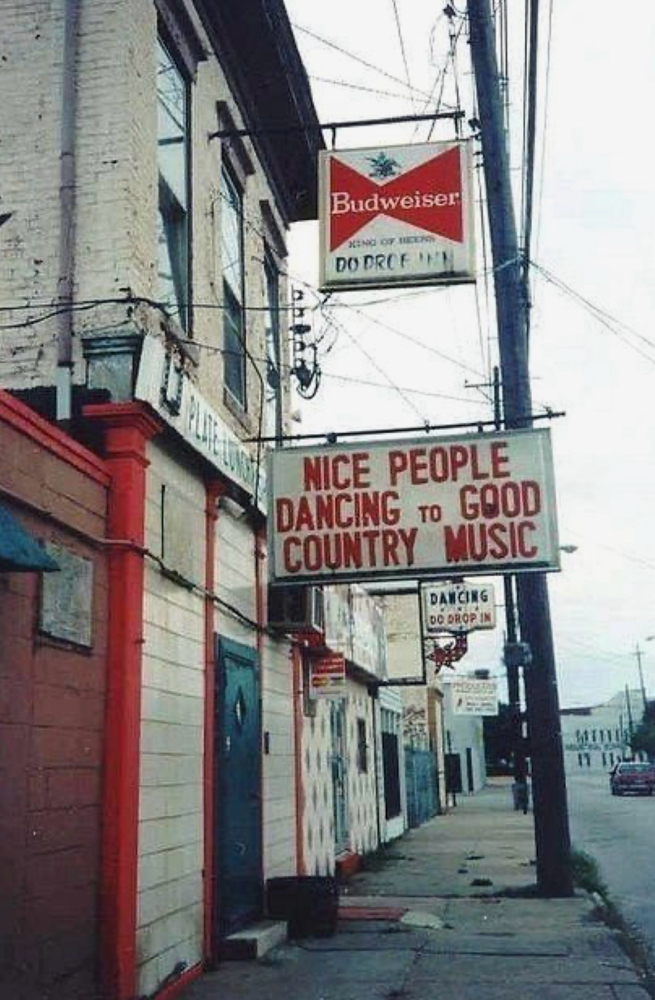 Budweiser
KING OF BEERS
DO DROP INN
PLATE LUNCH
NICE PEOPLE
DANCING TO GOOD
COUNTRY MUSIC
DANCING
DO DROP IN